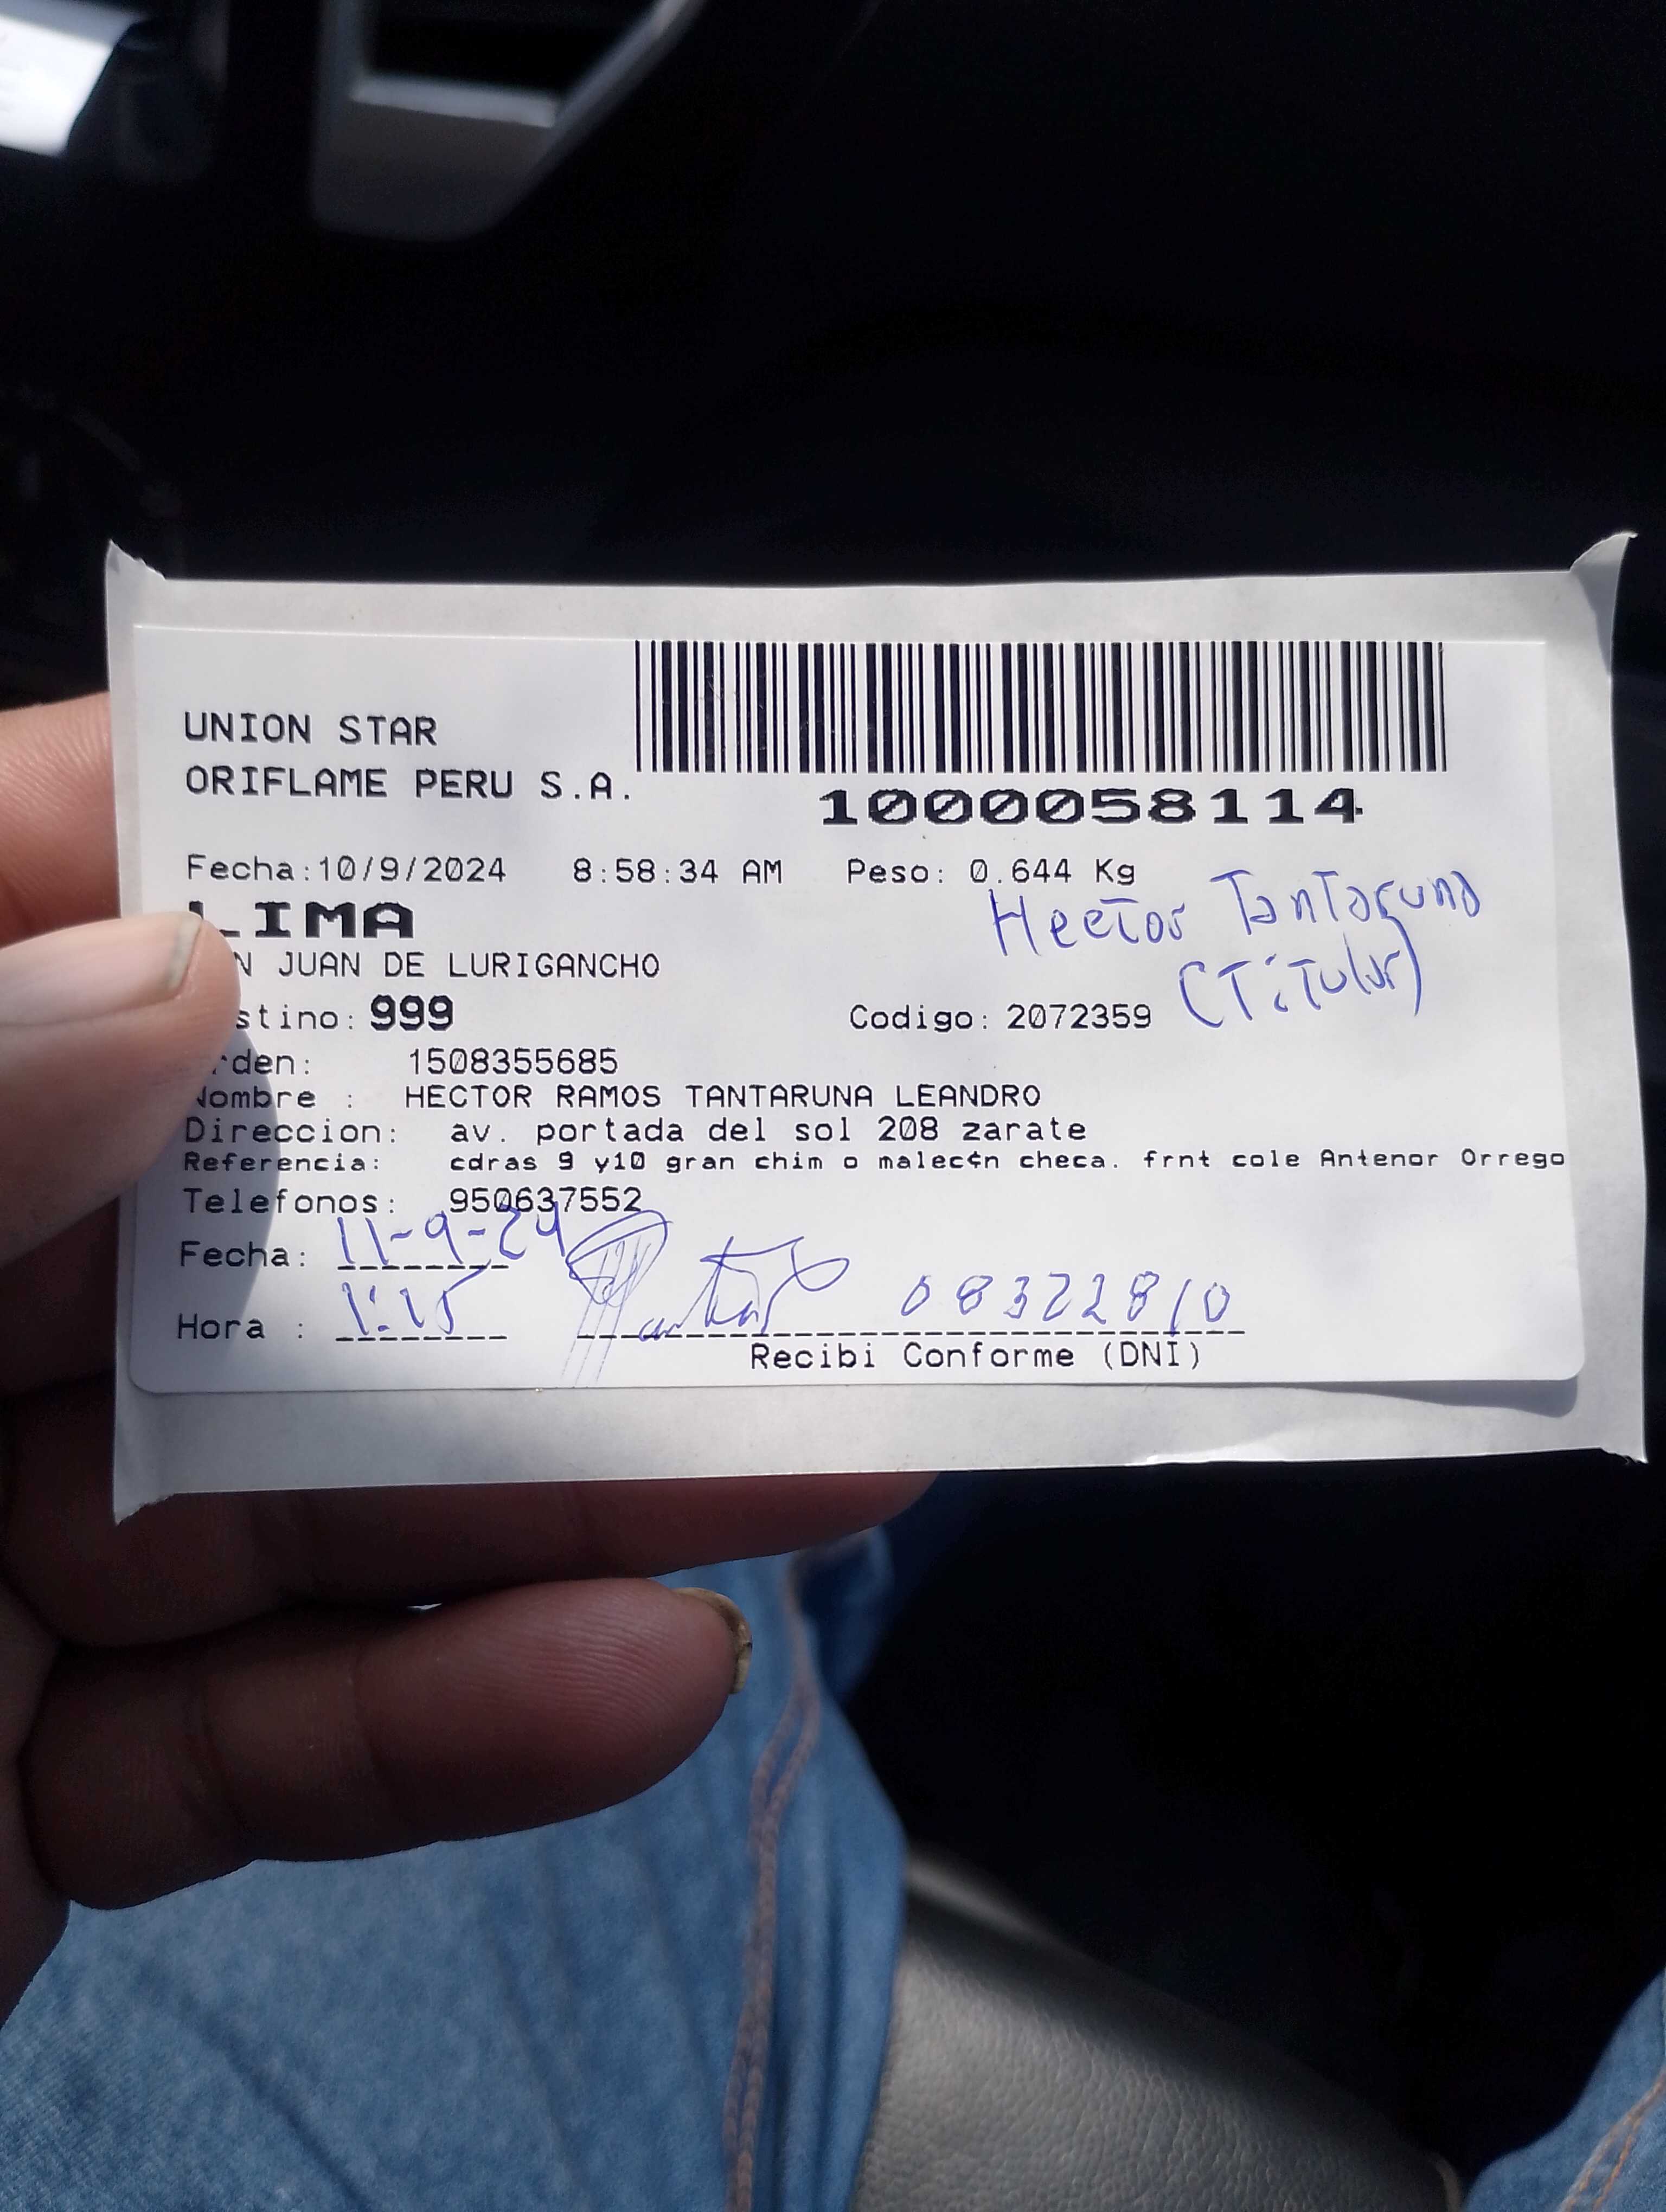 UNION STAR
ORIFLAME PERU S.A.
1000058114
Fecha:10/9/2024 8:58:34 AM Peso: 0.644 Kg
Hector Tantaruna
LIMA
(Titular)
N JUAN DE LURIGANCHO
stino: 999 Codigo: 2072359
rden: 1508355685
Nombre : HECTOR RAMOS TANTARUNA LEANDRO
Direccion: av. portada del sol 208 zarate
Referencia: cdras 9 y10 gran chim o malec¢n checa. frnt cole Antenor Orrego
Telefonos: 950637552
Fecha: 11-9-24
Hora : 1:15 08322810
Recibi Conforme (DNI)